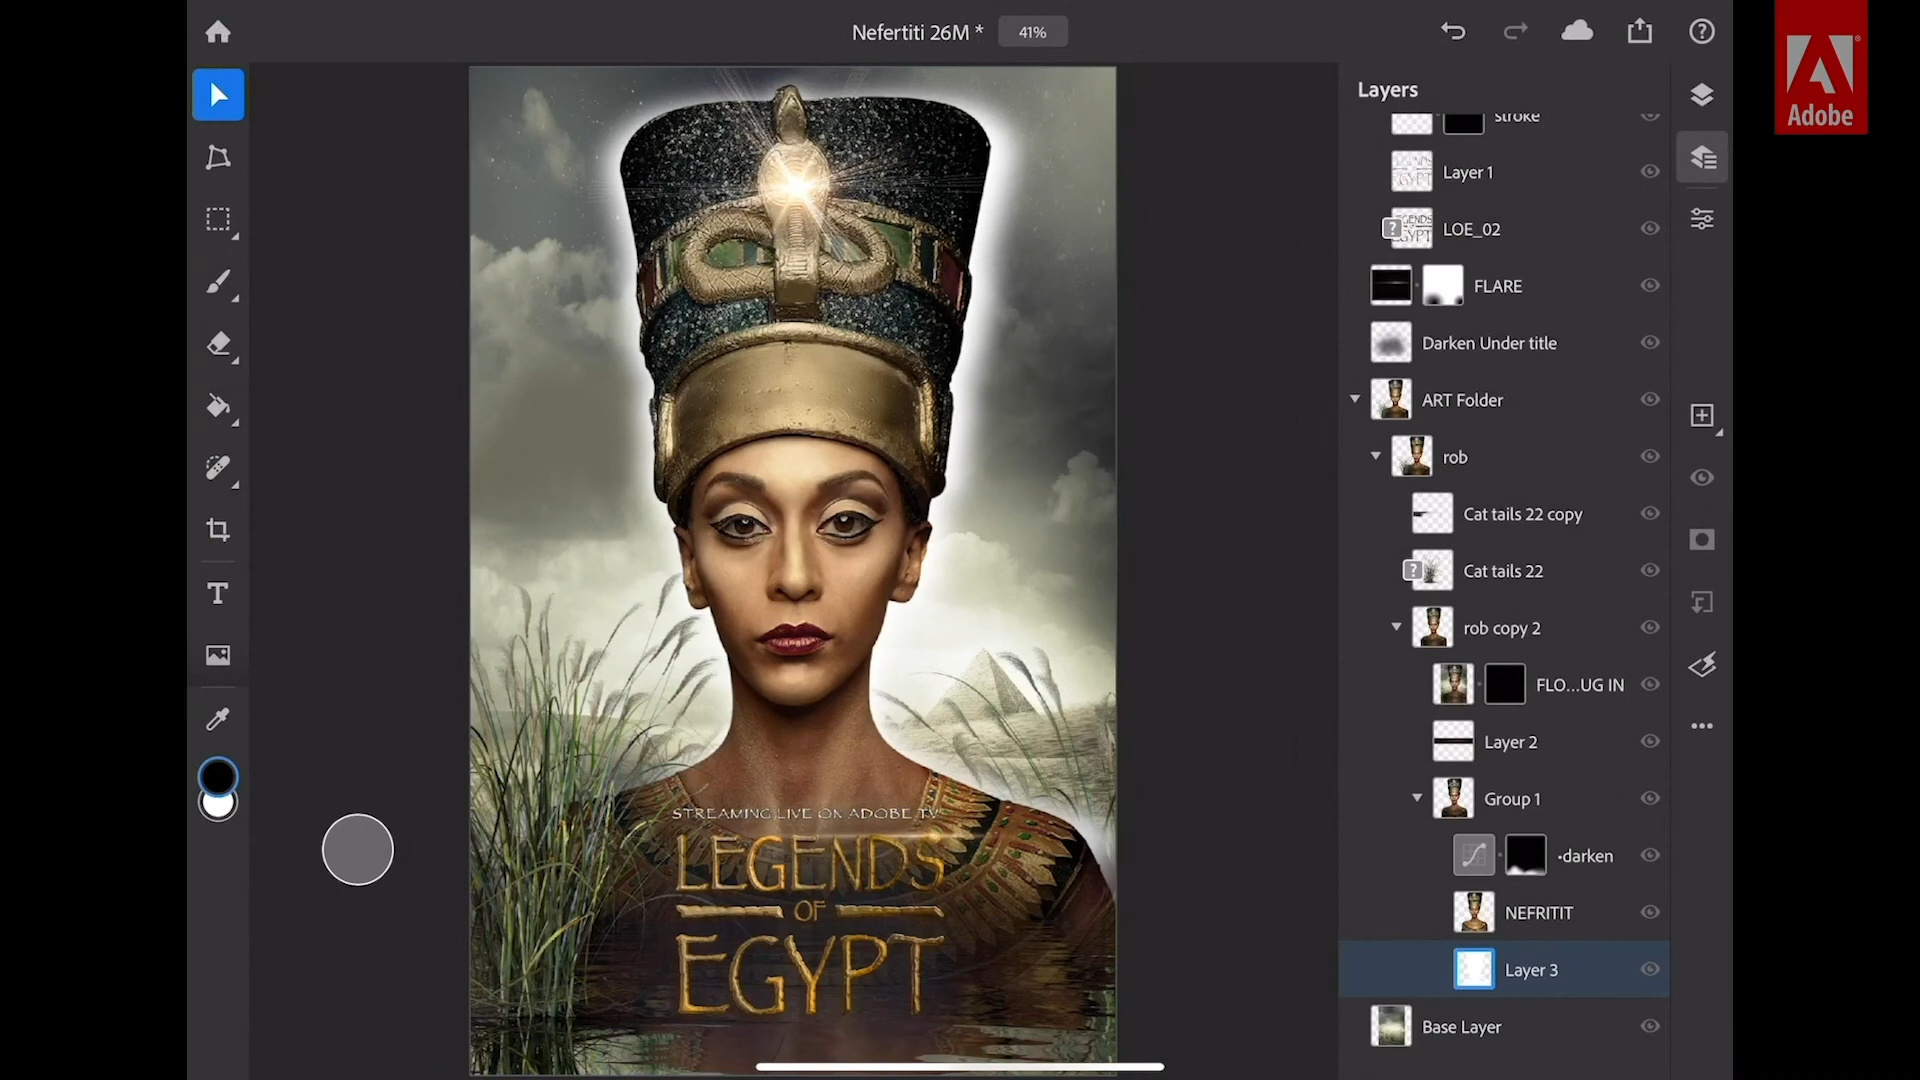 Nefertiti 26M *
41%
Adobe
Layers
stroke
Layer 1
LOE_02
FLARE
Darken Under title
ART Folder
rob
Cat tails 22 copy
Cat tails 22
rob copy 2
FLO...UG IN
Layer 2
Group 1
•darken
NEFRITIT
Layer 3
Base Layer
STREAMING LIVE ON ADOBE TV
LEGENDS
OF
EGYPT